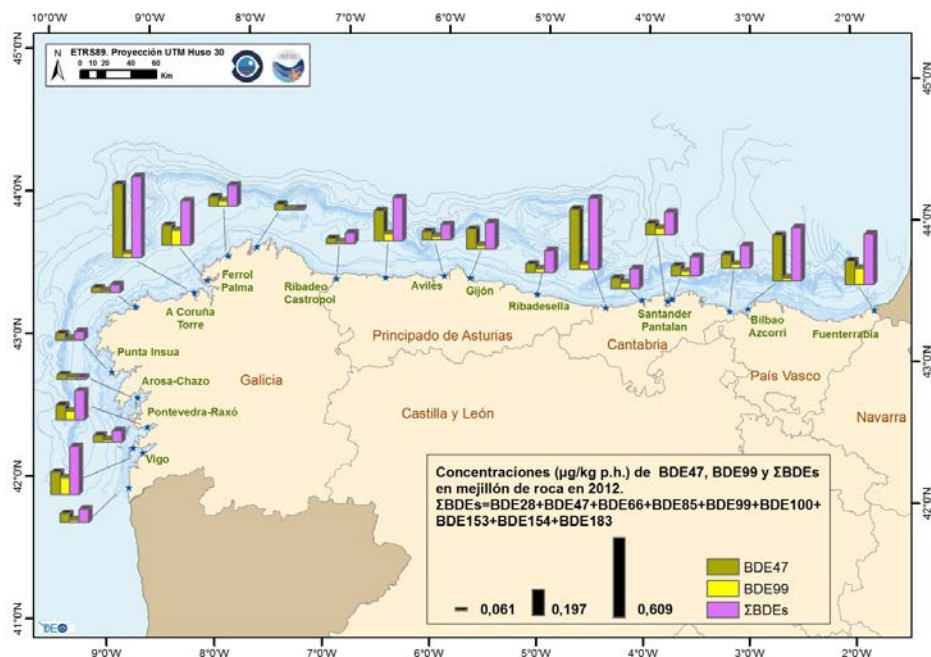 10°0'W 9°0'W 8°0'W 7°0'W 6°0'W 5°0'W 4°0'W 3°0'W 2°0'W
45°0'N
45°0'N
N
ETRS89. Proyección UTM Huso 30
0 10 20 40 60
Km
44°0'N
44°0'N
Ferrol
Palma
Ribadeo
Castropol
Avilés
Gijón
Ribadesella
Santander
Pantalan
Bilbao
Azcorri
Fuenterrabía
A Coruña
Torre
43°0'N
43°0'N
Principado de Asturias
Cantabria
País Vasco
Navarra
Punta Insua
Arosa-Chazo
Galicia
Pontevedra-Raxó
Castilla y León
Vigo
42°0'N
42°0'N
Concentraciones (µg/kg p.h.) de BDE47, BDE99 y ΣBDEs
en mejillón de roca en 2012.
ΣBDEs=BDE28+BDE47+BDE66+BDE85+BDE99+BDE100+
BDE153+BDE154+BDE183
0,061 0,197 0,609
BDE47
BDE99
ΣBDEs
41°0'N
9°0'W 8°0'W 7°0'W 6°0'W 5°0'W 4°0'W 3°0'W 2°0'W